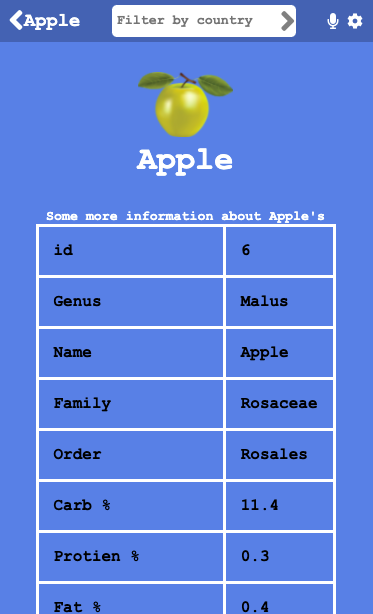 Apple Filter by country
Apple
Some more information about Apple's
id 6
Genus Malus
Name Apple
Family Rosaceae
Order Rosales
Carb % 11.4
Protien % 0.3
Fat % 0.4